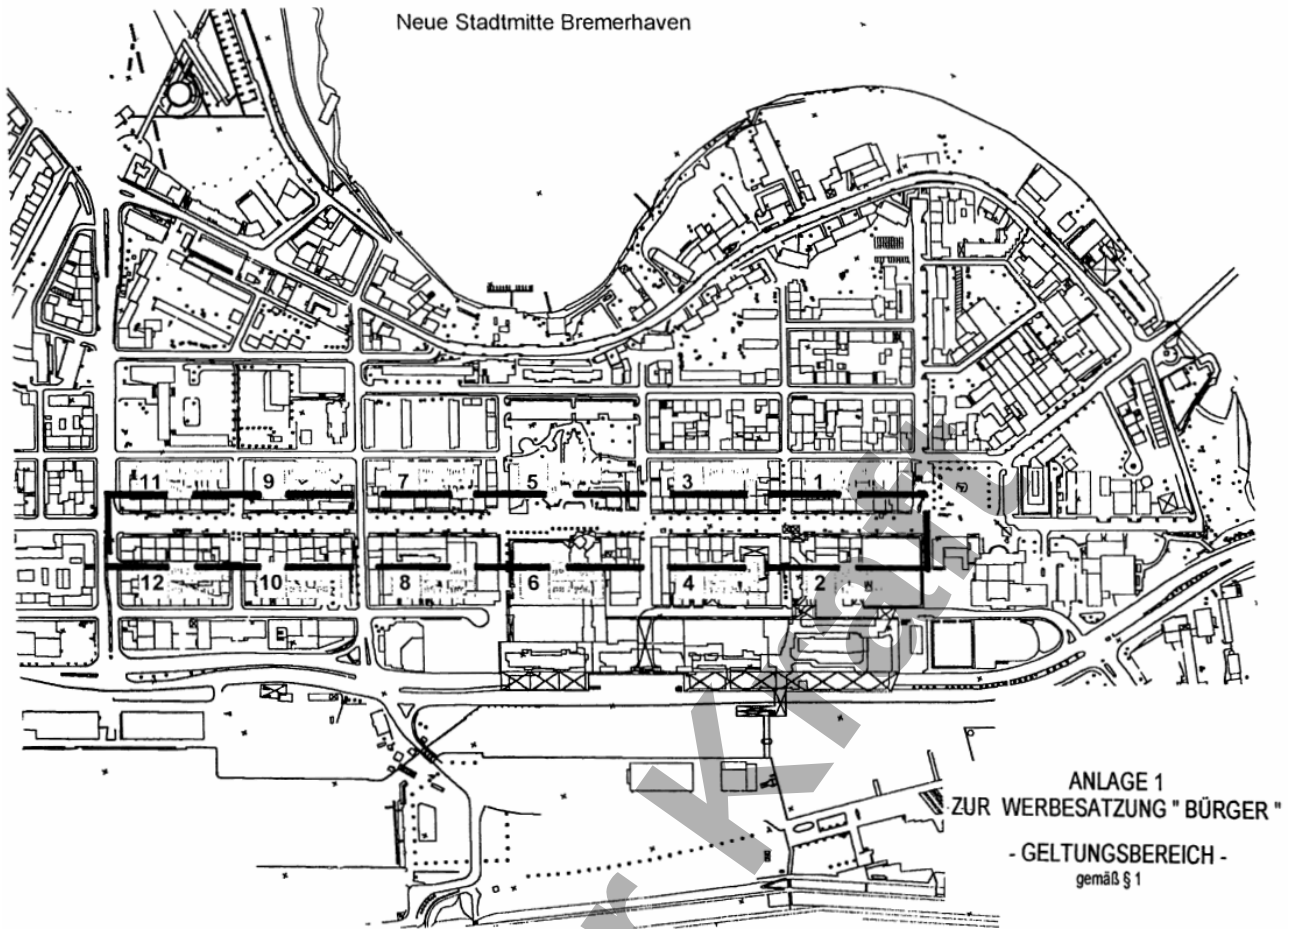 Neue Stadtmitte Bremerhaven
11 9 7 5 3 1
12 10 8 6 4 2
ANLAGE 1
ZUR WERBESATZUNG " BÜRGER "
- GELTUNGSBEREICH -
gemäß § 1
r Kraft